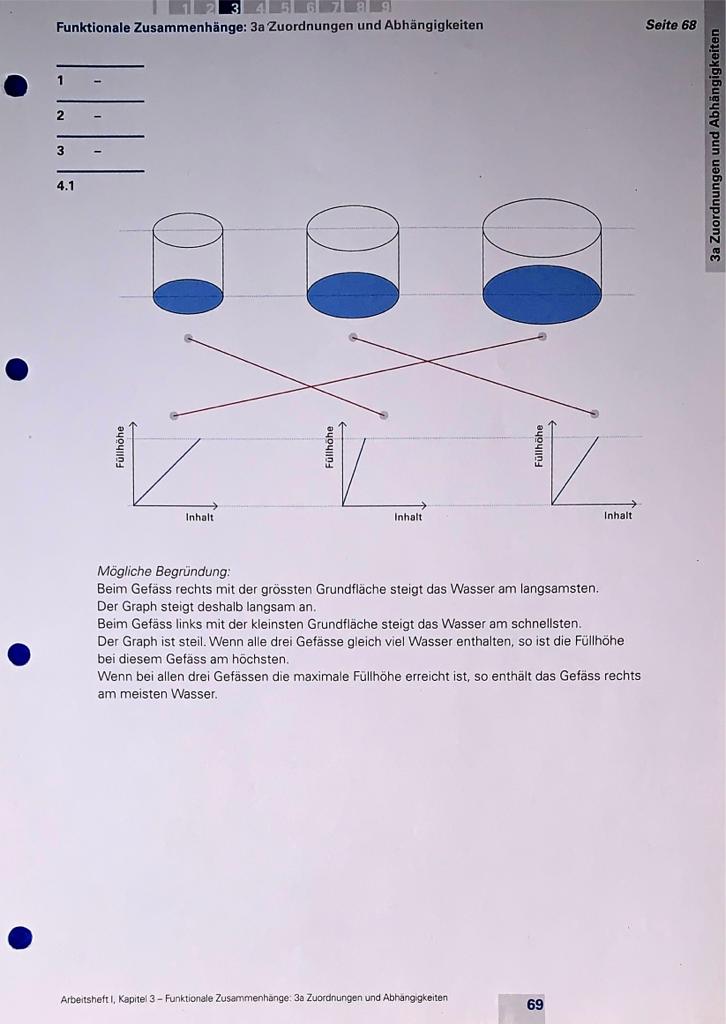 1 2 3 4 5 6 7 8 9
Funktionale Zusammenhänge: 3a Zuordnungen und Abhängigkeiten
Seite 68
3a Zuordnungen und Abhängigkeiten
1 –
2 –
3 –
4.1
Füllhöhe
Inhalt
Füllhöhe
Inhalt
Füllhöhe
Inhalt
Mögliche Begründung:
Beim Gefäss rechts mit der grössten Grundfläche steigt das Wasser am langsamsten.
Der Graph steigt deshalb langsam an.
Beim Gefäss links mit der kleinsten Grundfläche steigt das Wasser am schnellsten.
Der Graph ist steil. Wenn alle drei Gefässe gleich viel Wasser enthalten, so ist die Füllhöhe
bei diesem Gefäss am höchsten.
Wenn bei allen drei Gefässen die maximale Füllhöhe erreicht ist, so enthält das Gefäss rechts
am meisten Wasser.
Arbeitsheft I, Kapitel 3 – Funktionale Zusammenhänge: 3a Zuordnungen und Abhängigkeiten
69